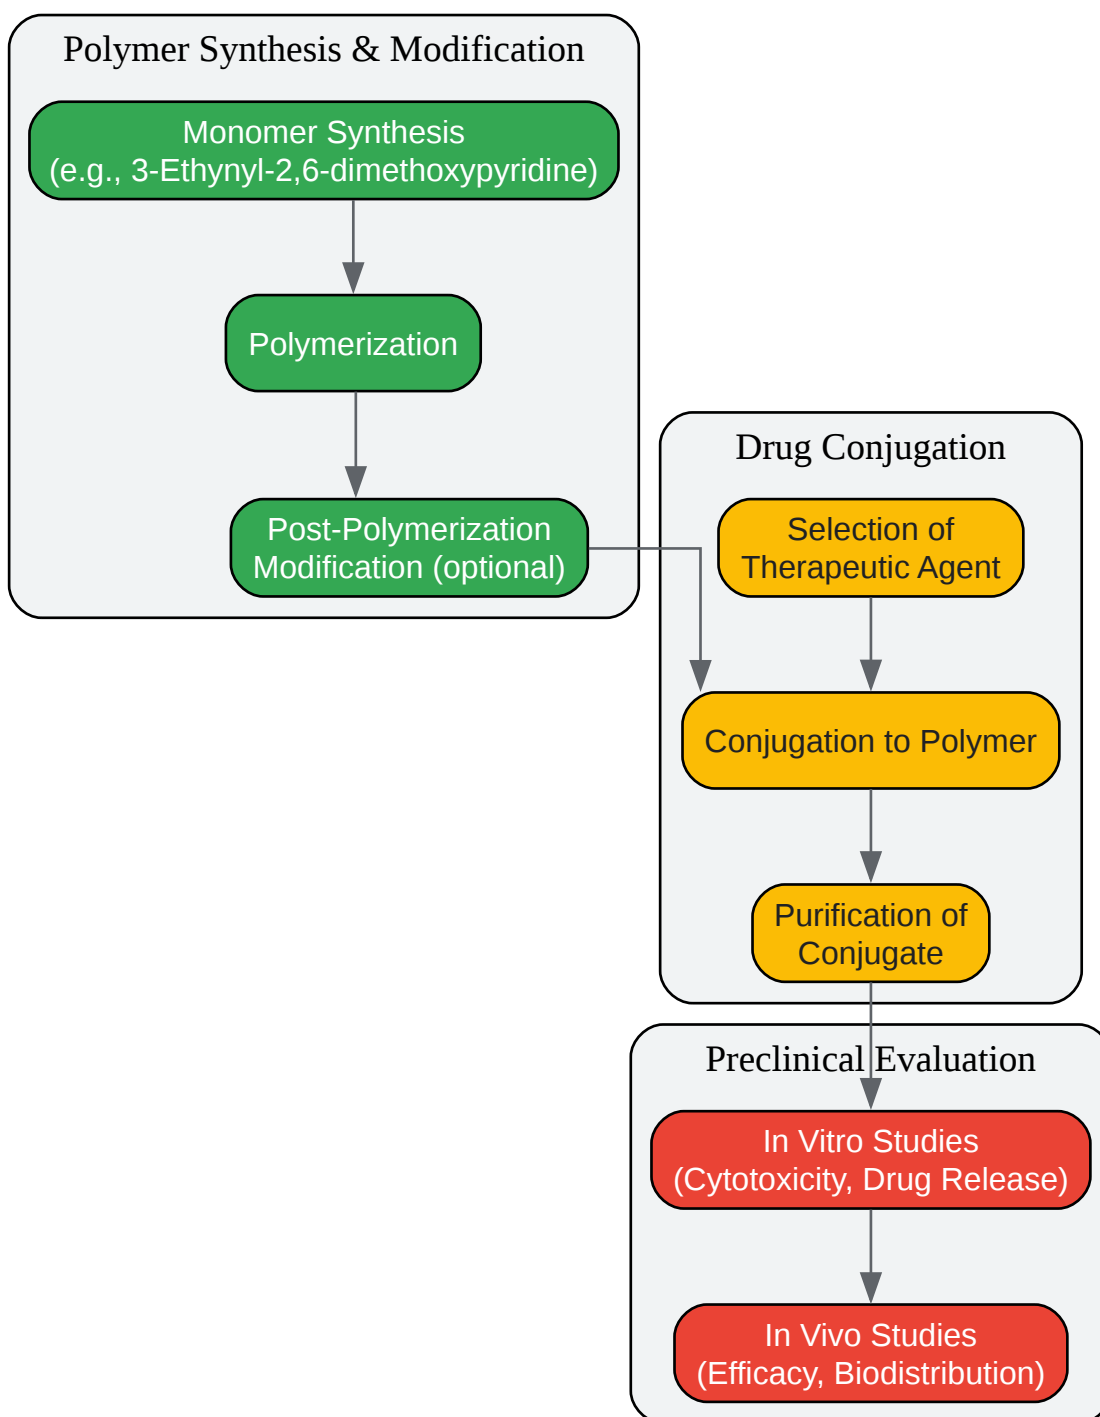 Polymer Synthesis & Modification
Monomer Synthesis
(e.g., 3-Ethynyl-2,6-dimethoxypyridine)
Polymerization
Post-Polymerization
Modification (optional)
Drug Conjugation
Selection of
Therapeutic Agent
Conjugation to Polymer
Purification of
Conjugate
Preclinical Evaluation
In Vitro Studies
(Cytotoxicity, Drug Release)
In Vivo Studies
(Efficacy, Biodistribution)